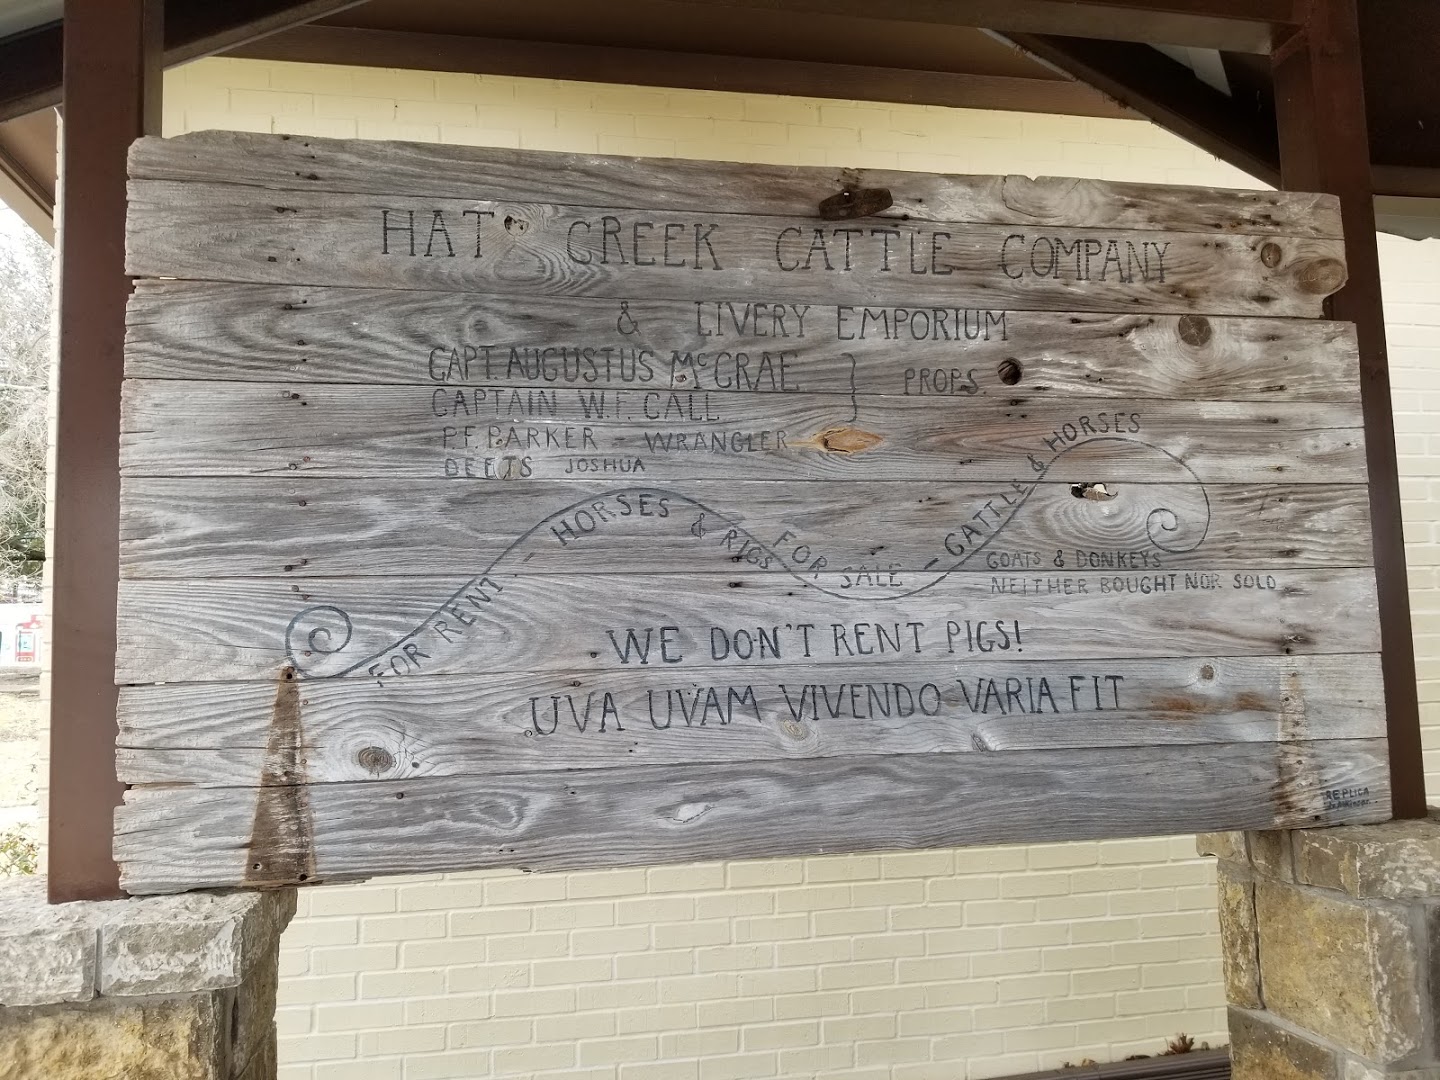 HAT CREEK CATTLE COMPANY
& LIVERY EMPORIUM
CAPT. AUGUSTUS McCRAE
CAPTAIN W.F. CALL
} PROPS.
P.F. PARKER - WRANGLER
DEETS JOSHUA
FOR RENT - HORSES & RIGS FOR SALE - CATTLE & HORSES
GOATS & DONKEYS
NEITHER BOUGHT NOR SOLD
WE DON'T RENT PIGS!
UVA UVAM VIVENDO VARIA FIT
REPLICA